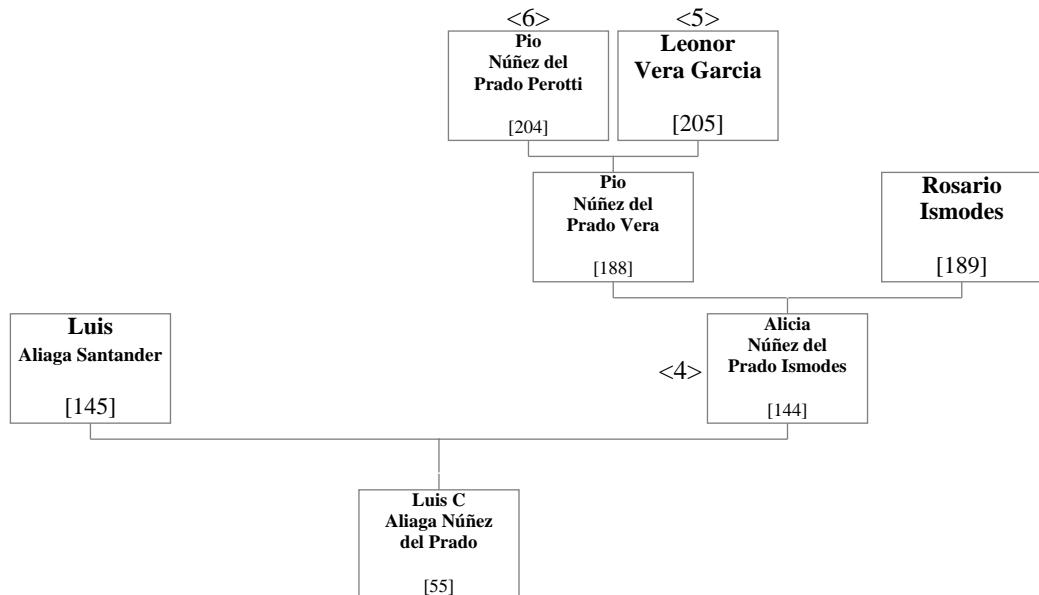 <6>
<5>
Pio
Núñez del
Prado Perotti
[204]
Leonor
Vera Garcia
[205]
Pio
Núñez del
Prado Vera
[188]
Rosario
Ismodes
[189]
Luis
Aliaga Santander
[145]
<4>
Alicia
Núñez del
Prado Ismodes
[144]
Luis C
Aliaga Núñez
del Prado
[55]